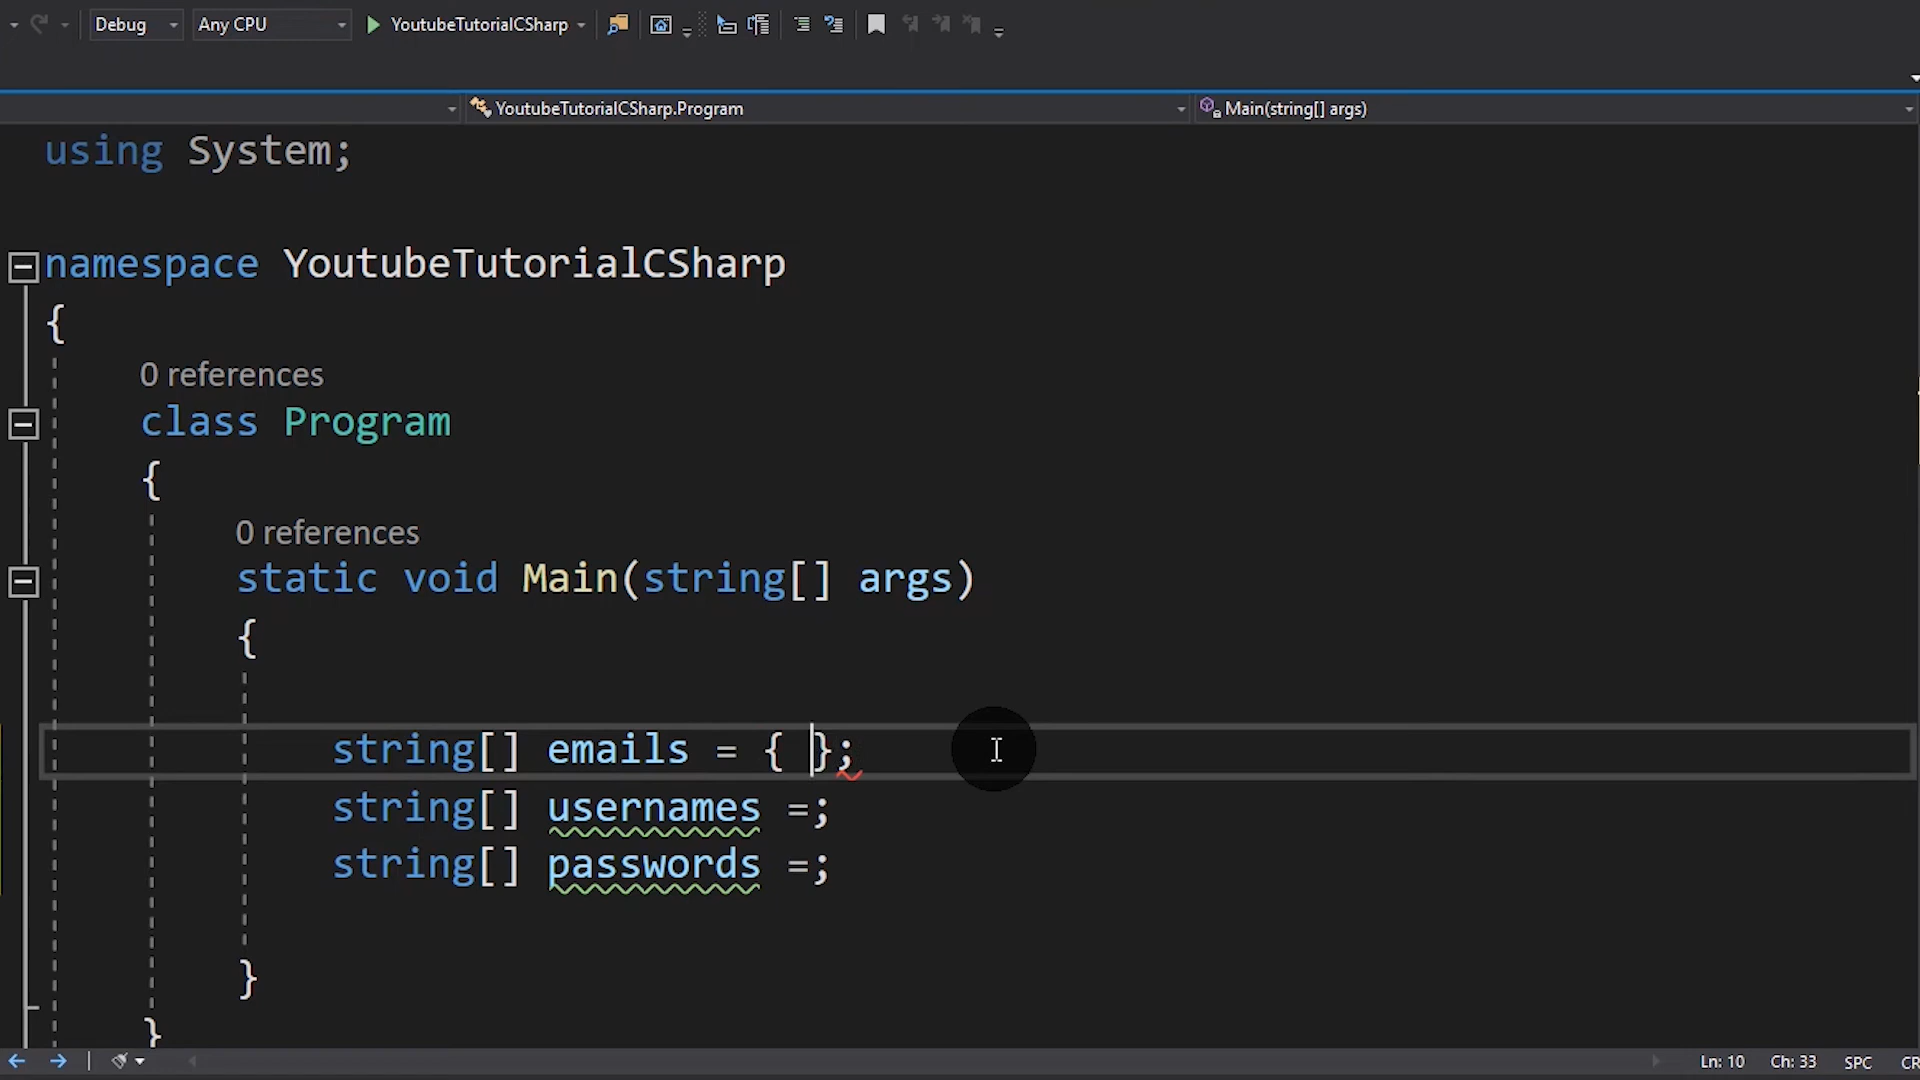 Debug Any CPU YoutubeTutorialCSharp
YoutubeTutorialCSharp.Program Main(string[] args)
using System;
namespace YoutubeTutorialCSharp
{
0 references
class Program
{
0 references
static void Main(string[] args)
{
string[] emails = { };
string[] usernames =;
string[] passwords =;
}
}
Ln: 10 Ch: 33 SPC CR